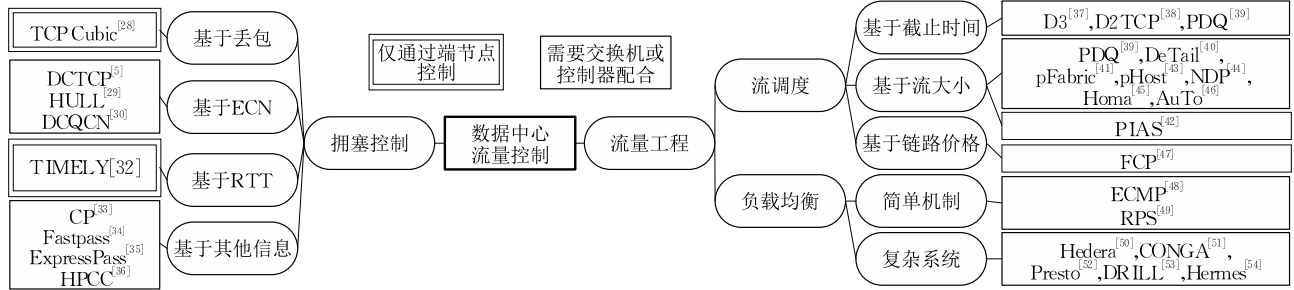 TCP Cubic[28]
基于丢包
DCTCP[5]
HULL[29]
DCQCN[30]
基于ECN
TIMELY[32]
基于RTT
CP[33]
Fastpass[34]
ExpressPass[35]
HPCC[36]
基于其他信息
拥塞控制
仅通过端节点
控制
需要交换机或
控制器配合
数据中心
流量控制
流量工程
流调度
基于截止时间
D3[37],D2TCP[38],PDQ[39]
基于流大小
PDQ[39],DeTail[40],
pFabric[41],pHost[43],NDP[44],
Homa[45],AuTo[46]
PIAS[42]
基于链路价格
FCP[47]
负载均衡
简单机制
ECMP[48]
RPS[49]
复杂系统
Hedera[50],CONGA[51],
Presto[52],DRILL[53],Hermes[54]